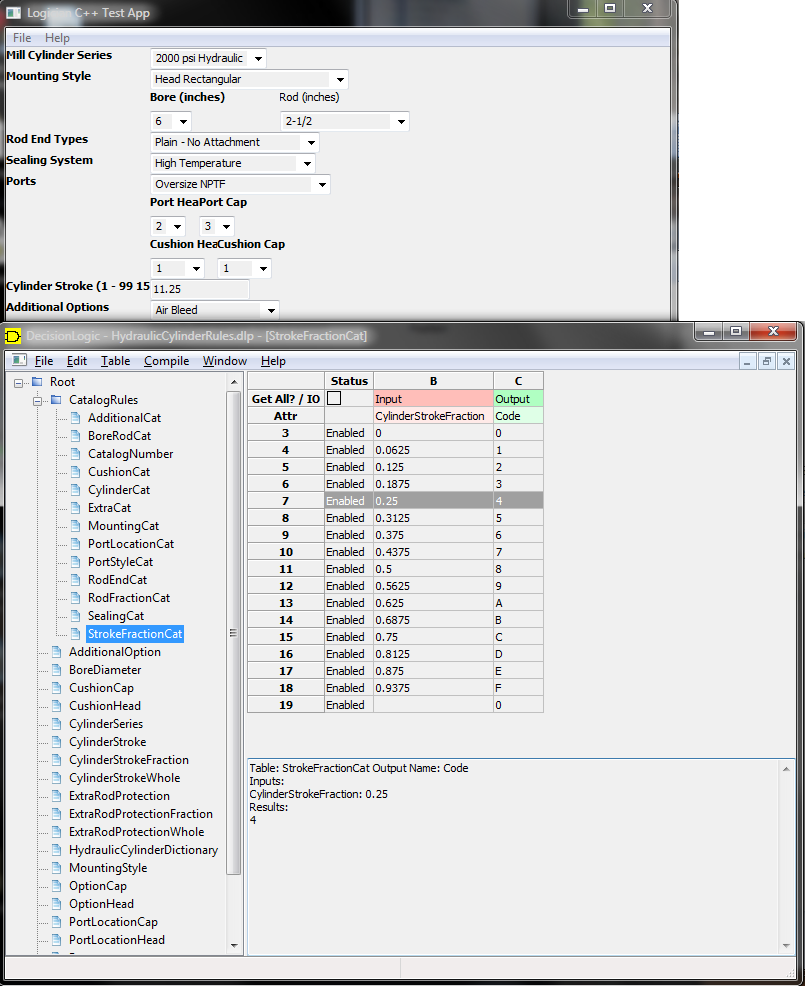 Logician C++ Test App
File Help
Mill Cylinder Series 2000 psi Hydraulic
Mounting Style Head Rectangular
Bore (inches) Rod (inches)
6 2-1/2
Rod End Types Plain - No Attachment
Sealing System High Temperature
Ports Oversize NPTF
Port Hea Port Cap
2 3
Cushion Hea Cushion Cap
1 1
Cylinder Stroke (1 - 99 15 11.25
Additional Options Air Bleed
DecisionLogic - HydraulicCylinderRules.dlp - [StrokeFractionCat]
File Edit Table Compile Window Help
Root
CatalogRules
AdditionalCat
BoreRodCat
CatalogNumber
CushionCat
CylinderCat
ExtraCat
MountingCat
PortLocationCat
PortStyleCat
RodEndCat
RodFractionCat
SealingCat
StrokeFractionCat
AdditionalOption
BoreDiameter
CushionCap
CushionHead
CylinderSeries
CylinderStroke
CylinderStrokeFraction
CylinderStrokeWhole
ExtraRodProtection
ExtraRodProtectionFraction
ExtraRodProtectionWhole
HydraulicCylinderDictionary
MountingStyle
OptionCap
OptionHead
PortLocationCap
PortLocationHead
Status B C
Get All? / IO Input Output
Attr CylinderStrokeFraction Code
3 Enabled 0 0
4 Enabled 0.0625 1
5 Enabled 0.125 2
6 Enabled 0.1875 3
7 Enabled 0.25 4
8 Enabled 0.3125 5
9 Enabled 0.375 6
10 Enabled 0.4375 7
11 Enabled 0.5 8
12 Enabled 0.5625 9
13 Enabled 0.625 A
14 Enabled 0.6875 B
15 Enabled 0.75 C
16 Enabled 0.8125 D
17 Enabled 0.875 E
18 Enabled 0.9375 F
19 Enabled 0
Table: StrokeFractionCat Output Name: Code
Inputs:
CylinderStrokeFraction: 0.25
Results:
4